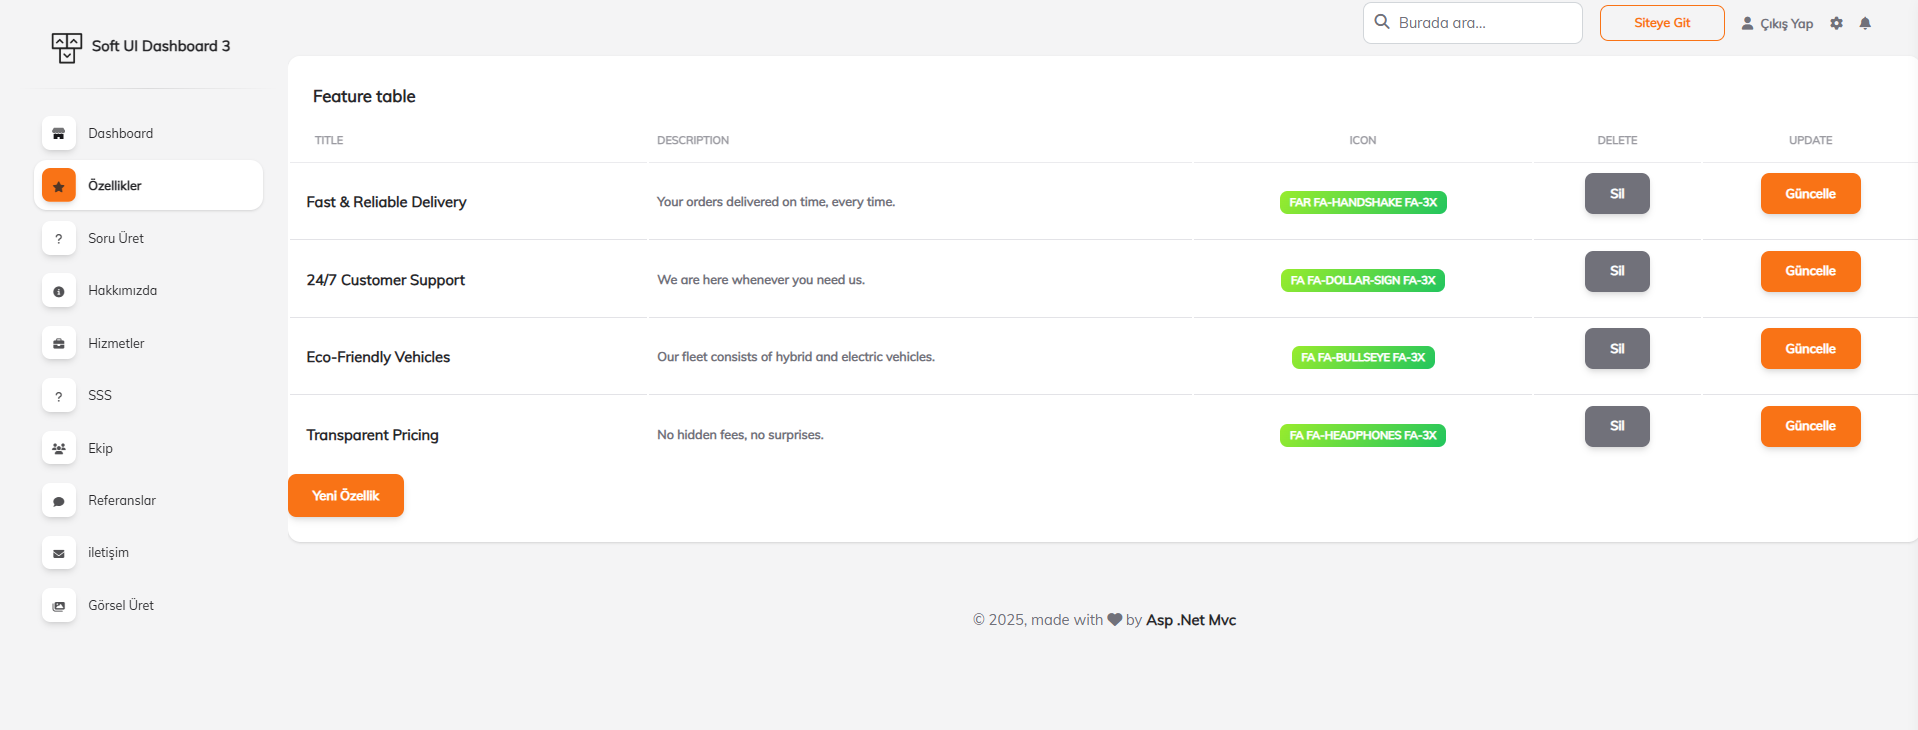 Soft UI Dashboard 3
Burada ara...
Siteye Git
Çıkış Yap
Dashboard
Özellikler
Soru Üret
Hakkımızda
Hizmetler
SSS
Ekip
Referanslar
iletişim
Görsel Üret
Feature table
TITLE DESCRIPTION ICON DELETE UPDATE
Fast & Reliable Delivery Your orders delivered on time, every time. FAR FA-HANDSHAKE FA-3X Sil Güncelle
24/7 Customer Support We are here whenever you need us. FA FA-DOLLAR-SIGN FA-3X Sil Güncelle
Eco-Friendly Vehicles Our fleet consists of hybrid and electric vehicles. FA FA-BULLSEYE FA-3X Sil Güncelle
Transparent Pricing No hidden fees, no surprises. FA FA-HEADPHONES FA-3X Sil Güncelle
Yeni Özellik
© 2025, made with by Asp .Net Mvc